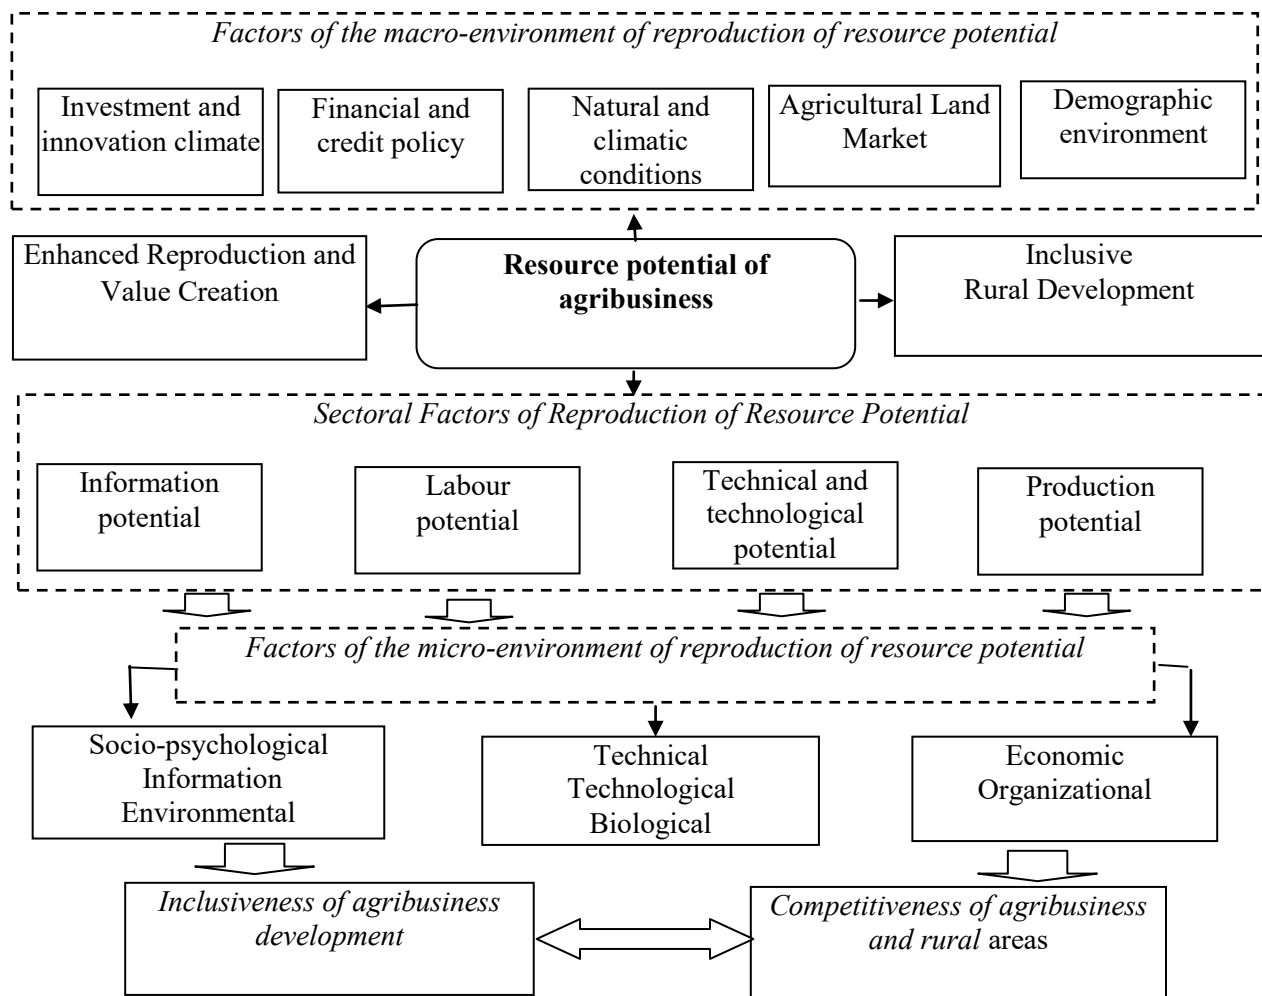 Factors of the macro-environment of reproduction of resource potential
Investment and
innovation climate
Financial and
credit policy
Natural and
climatic
conditions
Agricultural Land
Market
Demographic
environment
Enhanced Reproduction and
Value Creation
Resource potential of
agribusiness
Inclusive
Rural Development
Sectoral Factors of Reproduction of Resource Potential
Information
potential
Labour
potential
Technical and
technological
potential
Production
potential
Factors of the micro-environment of reproduction of resource potential
Socio-psychological
Information
Environmental
Technical
Technological
Biological
Economic
Organizational
Inclusiveness of agribusiness
development
Competitiveness of agribusiness
and rural areas